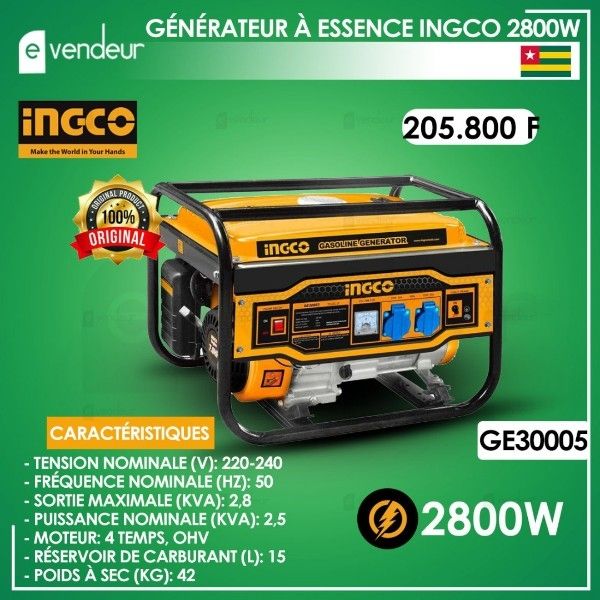 e vendeur
GÉNÉRATEUR À ESSENCE INGCO 2800W
INGCO
Make the World in Your Hands
205.800 F
ORIGINAL PRODUCT
100%
ORIGINAL
INGCO
GASOLINE GENERATOR
INGCO
GE30005
CARACTÉRISTIQUES
- TENSION NOMINALE (V): 220-240
- FRÉQUENCE NOMINALE (HZ): 50
- SORTIE MAXIMALE (KVA): 2,8
- PUISSANCE NOMINALE (KVA): 2,5
- MOTEUR: 4 TEMPS, OHV
- RÉSERVOIR DE CARBURANT (L): 15
- POIDS À SEC (KG): 42
2800W